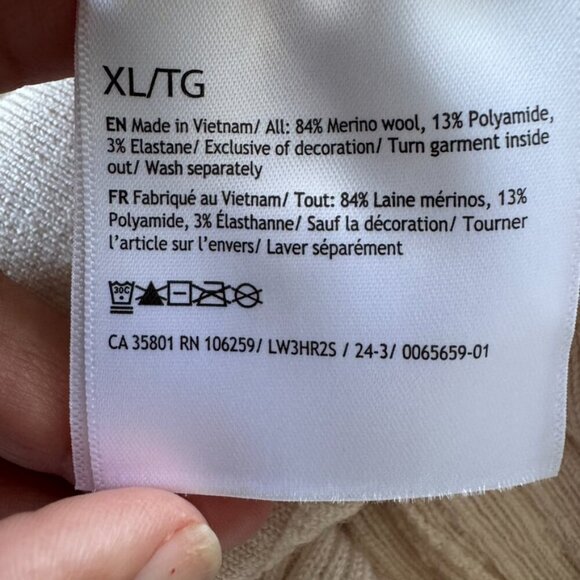 XL/TG
EN Made in Vietnam/ All: 84% Merino wool, 13% Polyamide,
3% Elastane/ Exclusive of decoration/ Turn garment inside
out/ Wash separately
FR Fabriqué au Vietnam/ Tout: 84% Laine mérinos, 13%
Polyamide, 3% Élasthanne/ Sauf la décoration/ Tourner
l'article sur l'envers/ Laver séparément
30C
CA 35801 RN 106259/ LW3HR2S / 24-3/ 0065659-01